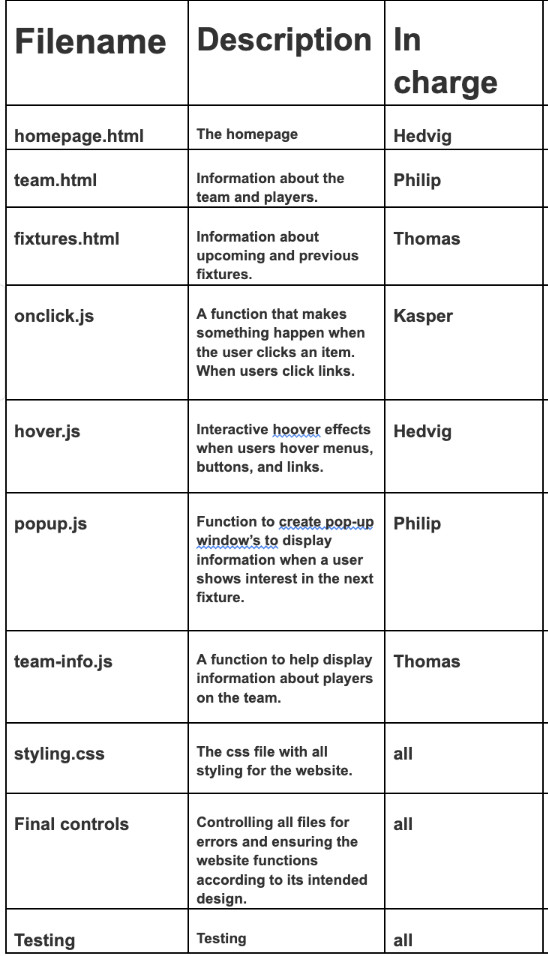 Filename Description In
charge
homepage.html The homepage Hedvig
team.html Information about the Philip
team and players.
fixtures.html Information about Thomas
upcoming and previous
fixtures.
onclick.js A function that makes Kasper
something happen when
the user clicks an item.
When users click links.
hover.js Interactive hoover effects Hedvig
when users hover menus,
buttons, and links.
popup.js Function to create pop-up Philip
window's to display
information when a user
shows interest in the next
fixture.
team-info.js A function to help display Thomas
information about players
on the team.
styling.css The css file with all all
styling for the website.
Final controls Controlling all files for all
errors and ensuring the
website functions
according to its intended
design.
Testing Testing all